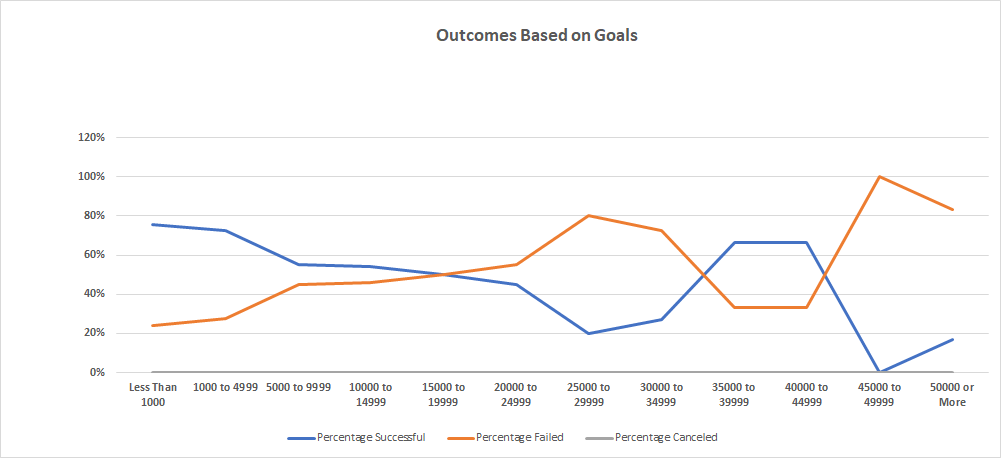 Outcomes Based on Goals
120%
100%
80%
60%
40%
20%
0%
Less Than 1000 to 4999 5000 to 9999 10000 to 15000 to 20000 to 25000 to 30000 to 35000 to 40000 to 45000 to 50000 or
1000 14999 19999 24999 29999 34999 39999 44999 49999 More
Percentage Successful Percentage Failed Percentage Canceled